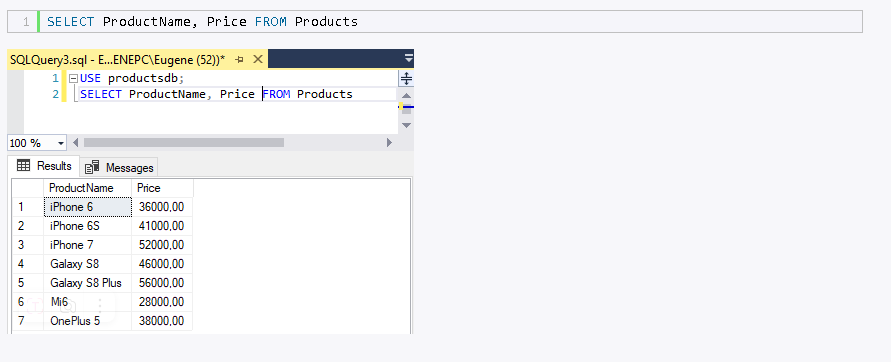 1 SELECT ProductName, Price FROM Products
SQLQuery3.sql - E...ENEPC\Eugene (52))*
1 USE productsdb;
2 SELECT ProductName, Price FROM Products
100 %
Results Messages
ProductName Price
1 iPhone 6 36000,00
2 iPhone 6S 41000,00
3 iPhone 7 52000,00
4 Galaxy S8 46000,00
5 Galaxy S8 Plus 56000,00
6 Mi6 28000,00
7 OnePlus 5 38000,00